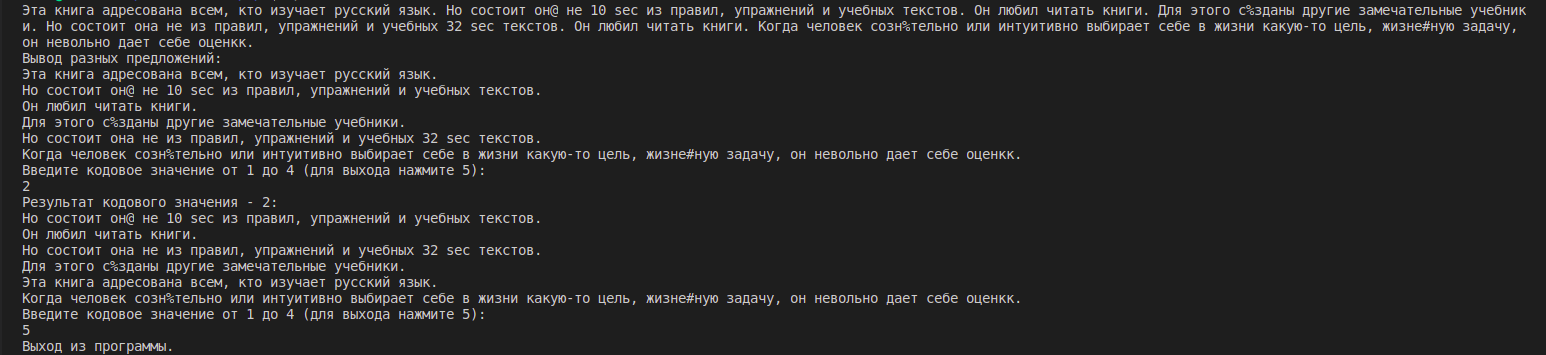 Эта книга адресована всем, кто изучает русский язык. Но состоит он@ не 10 sec из правил, упражнений и учебных текстов. Он любил читать книги. Для этого с%зданы другие замечательные учебник
и. Но состоит она не из правил, упражнений и учебных 32 sec текстов. Он любил читать книги. Когда человек созн%тельно или интуитивно выбирает себе в жизни какую-то цель, жизне#ную задачу,
он невольно дает себе оценкк.
Вывод разных предложений:
Эта книга адресована всем, кто изучает русский язык.
Но состоит он@ не 10 sec из правил, упражнений и учебных текстов.
Он любил читать книги.
Для этого с%зданы другие замечательные учебники.
Но состоит она не из правил, упражнений и учебных 32 sec текстов.
Когда человек созн%тельно или интуитивно выбирает себе в жизни какую-то цель, жизне#ную задачу, он невольно дает себе оценкк.
Введите кодовое значение от 1 до 4 (для выхода нажмите 5):
2
Результат кодового значения - 2:
Но состоит он@ не 10 sec из правил, упражнений и учебных текстов.
Он любил читать книги.
Но состоит она не из правил, упражнений и учебных 32 sec текстов.
Для этого с%зданы другие замечательные учебники.
Эта книга адресована всем, кто изучает русский язык.
Когда человек созн%тельно или интуитивно выбирает себе в жизни какую-то цель, жизне#ную задачу, он невольно дает себе оценкк.
Введите кодовое значение от 1 до 4 (для выхода нажмите 5):
5
Выход из программы.